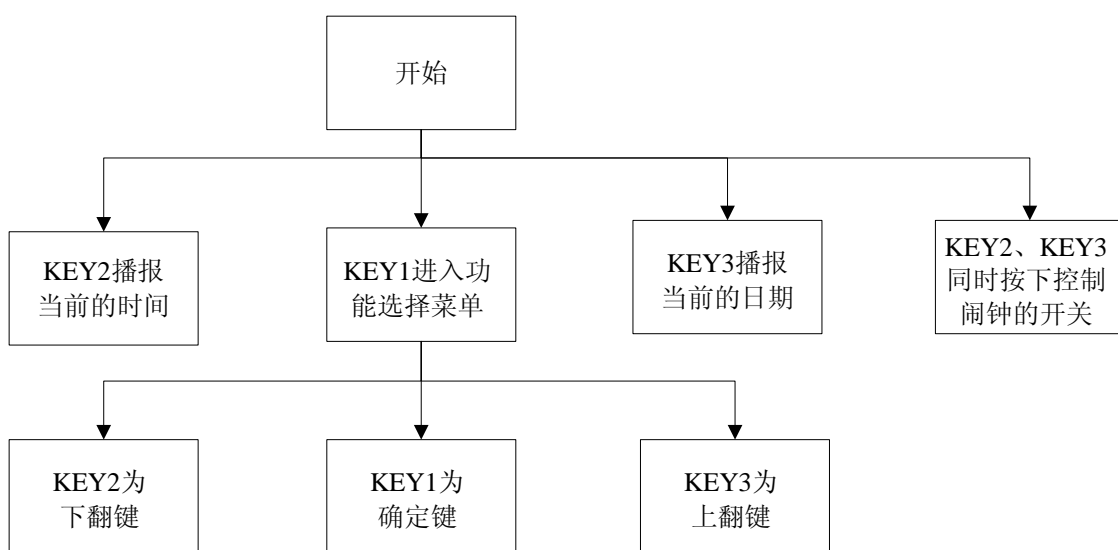 开始
KEY2播报
当前的时间
KEY1进入功
能选择菜单
KEY3播报
当前的日期
KEY2、KEY3
同时按下控制
闹钟的开关
KEY2为
下翻键
KEY1为
确定键
KEY3为
上翻键